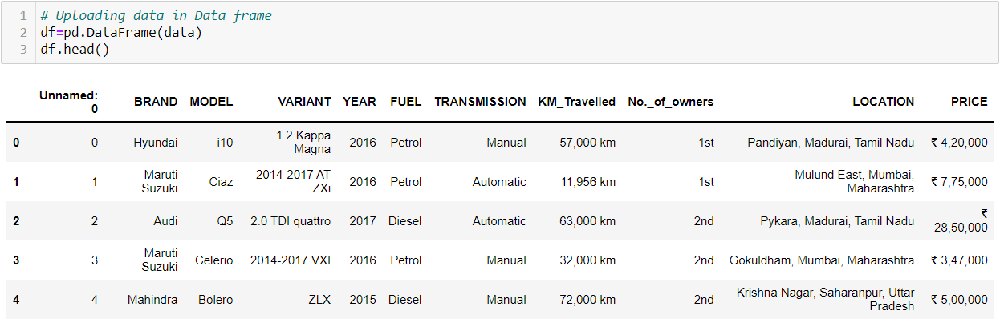 1 # Uploading data in Data frame
2 df=pd.DataFrame(data)
3 df.head()
Unnamed: 0 BRAND MODEL VARIANT YEAR FUEL TRANSMISSION KM_Travelled No._of_owners LOCATION PRICE
0 0 Hyundai i10 1.2 Kappa Magna 2016 Petrol Manual 57,000 km 1st Pandiyan, Madurai, Tamil Nadu ₹ 4,20,000
1 1 Maruti Suzuki Ciaz 2014-2017 AT ZXi 2016 Petrol Automatic 11,956 km 1st Mulund East, Mumbai, Maharashtra ₹ 7,75,000
2 2 Audi Q5 2.0 TDI quattro 2017 Diesel Automatic 63,000 km 2nd Pykara, Madurai, Tamil Nadu ₹ 28,50,000
3 3 Maruti Suzuki Celerio 2014-2017 VXI 2016 Petrol Manual 32,000 km 2nd Gokuldham, Mumbai, Maharashtra ₹ 3,47,000
4 4 Mahindra Bolero ZLX 2015 Diesel Manual 72,000 km 2nd Krishna Nagar, Saharanpur, Uttar Pradesh ₹ 5,00,000